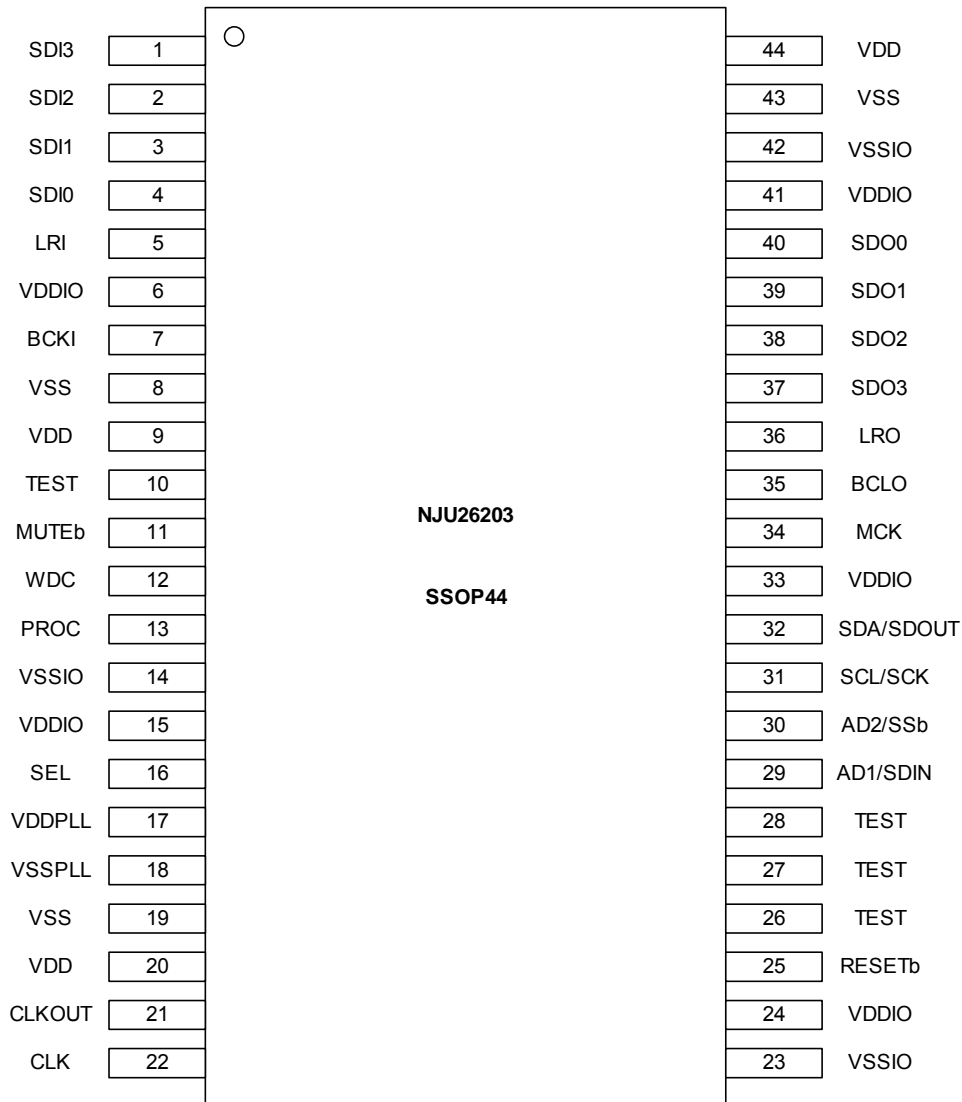 SDI3 1 44 VDD
SDI2 2 43 VSS
SDI1 3 42 VSSIO
SDI0 4 41 VDDIO
LRI 5 40 SDO0
VDDIO 6 39 SDO1
BCKI 7 38 SDO2
VSS 8 37 SDO3
VDD 9 36 LRO
TEST 10 35 BCLO
NJU26203
MUTEb 11 34 MCK
WDC 12 33 VDDIO
SSOP44
PROC 13 32 SDA/SDOUT
VSSIO 14 31 SCL/SCK
VDDIO 15 30 AD2/SSb
SEL 16 29 AD1/SDIN
VDDPLL 17 28 TEST
VSSPLL 18 27 TEST
VSS 19 26 TEST
VDD 20 25 RESETb
CLKOUT 21 24 VDDIO
CLK 22 23 VSSIO